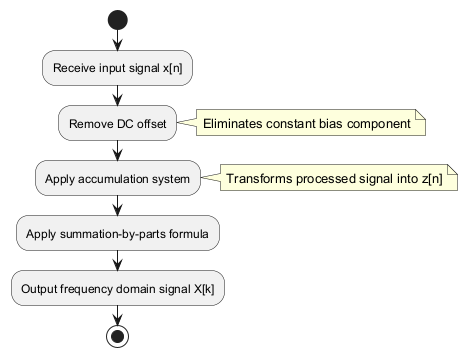 Receive input signal x[n]
Remove DC offset
Eliminates constant bias component
Apply accumulation system
Transforms processed signal into z[n]
Apply summation-by-parts formula
Output frequency domain signal X[k]